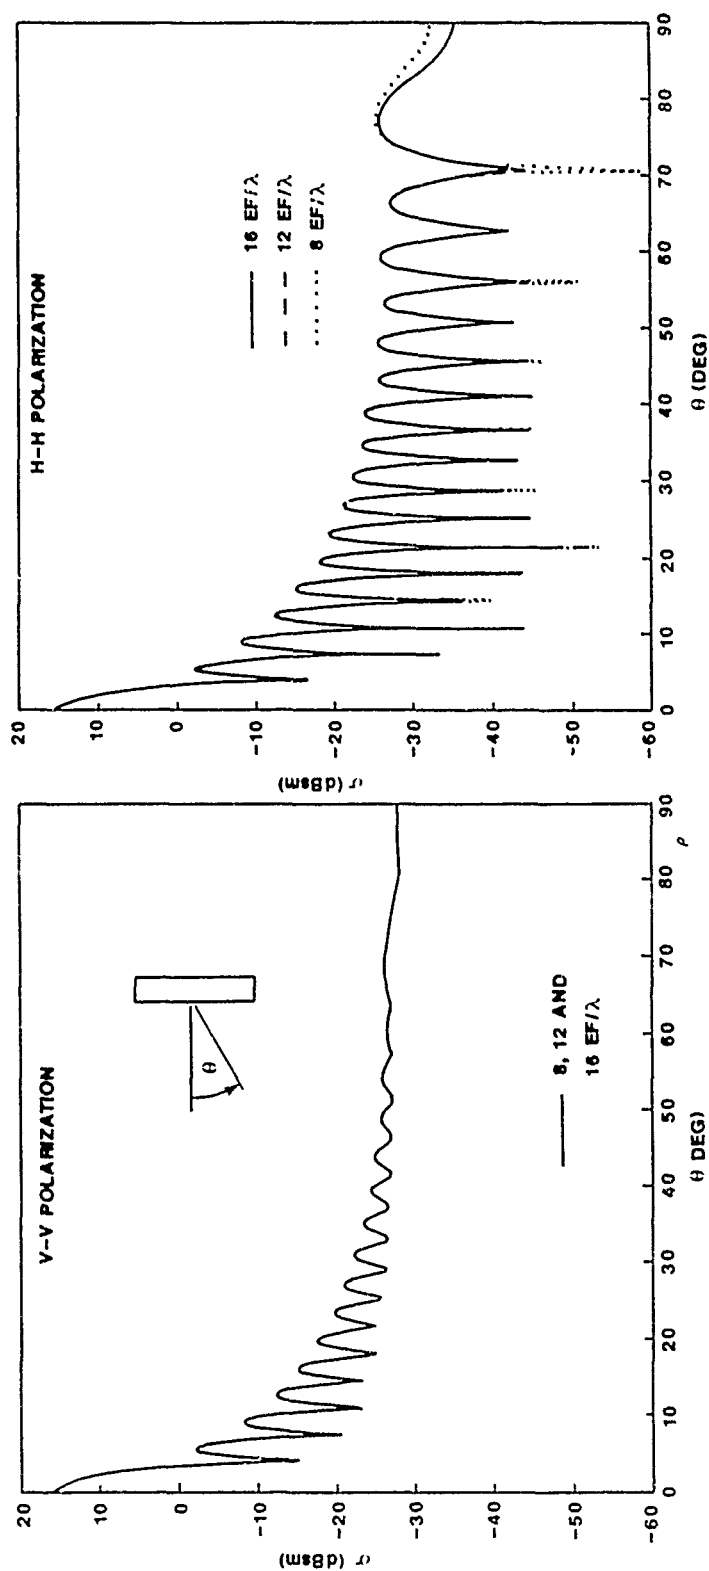 V-V POLARIZATION
θ
8, 12 AND
16 EF/λ
σ (dBsm)
20
10
0
-10
-20
-30
-40
-50
-60
0 10 20 30 40 50 60 70 80 90
θ DEG)
ρ
H-H POLARIZATION
16 EF/λ
12 EF/λ
8 EF/λ
σ (dBsm)
20
10
0
-10
-20
-30
-40
-50
-60
0 10 20 30 40 50 60 70 80 90
θ (DEG)